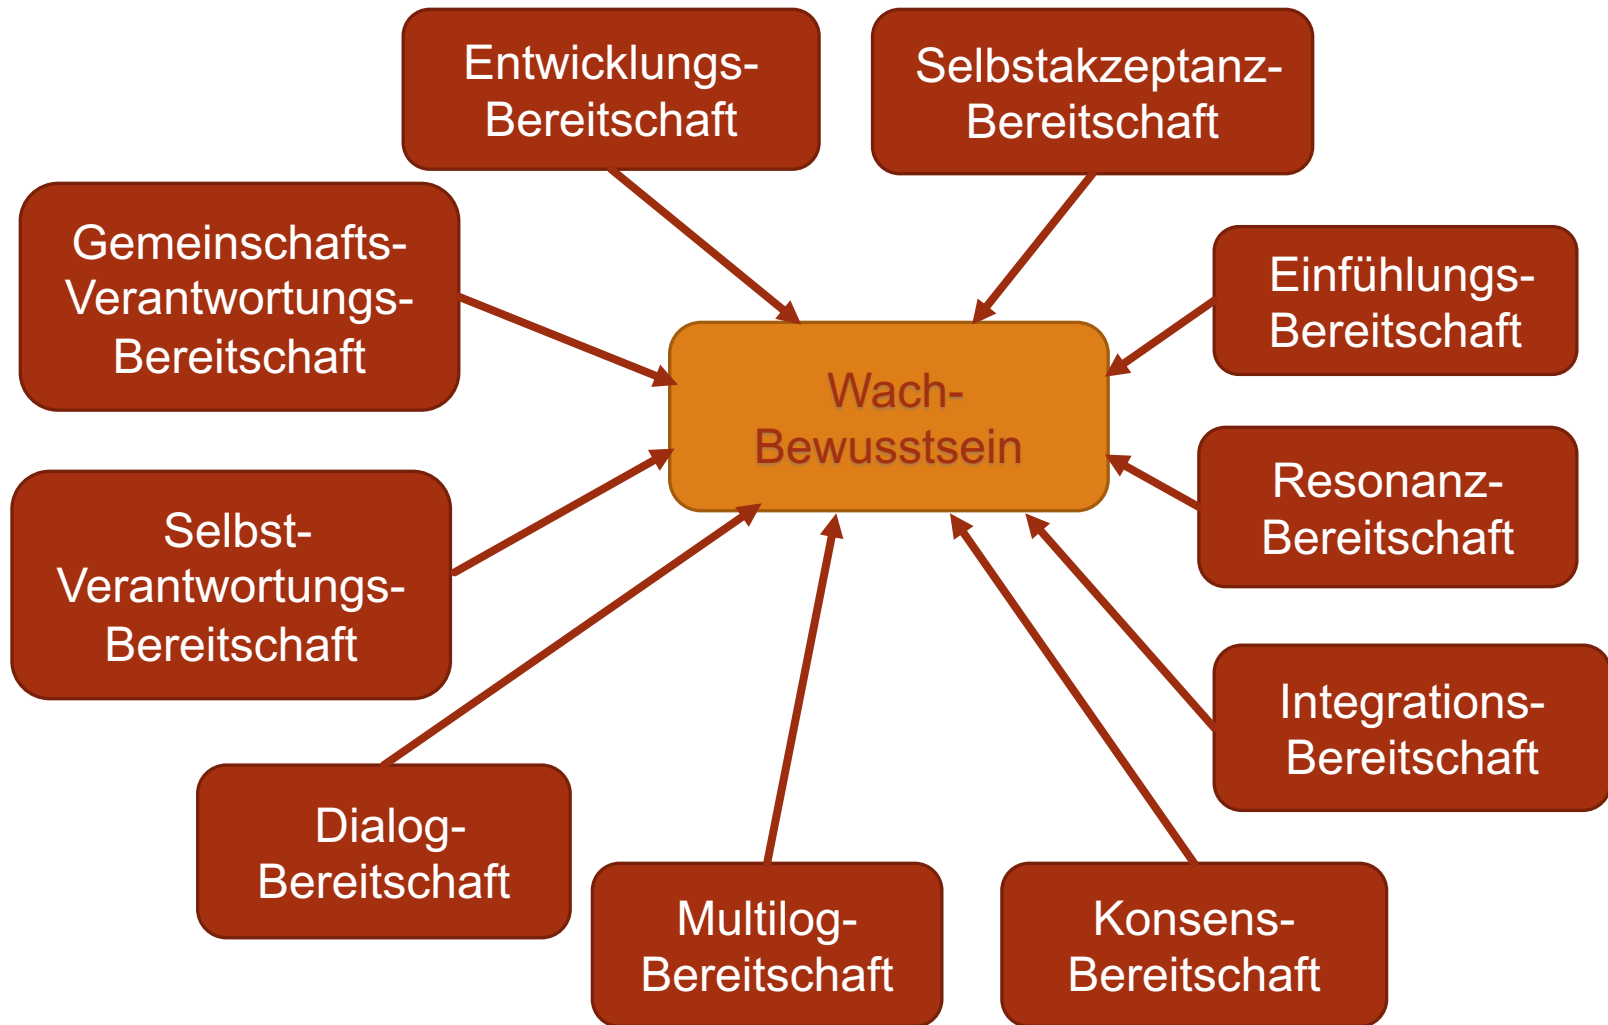 Entwicklungs-
Bereitschaft
Selbstakzeptanz-
Bereitschaft
Gemeinschafts-
Verantwortungs-
Bereitschaft
Einfühlungs-
Bereitschaft
Wach-
Bewusstsein
Resonanz-
Bereitschaft
Selbst-
Verantwortungs-
Bereitschaft
Integrations-
Bereitschaft
Dialog-
Bereitschaft
Multilog-
Bereitschaft
Konsens-
Bereitschaft